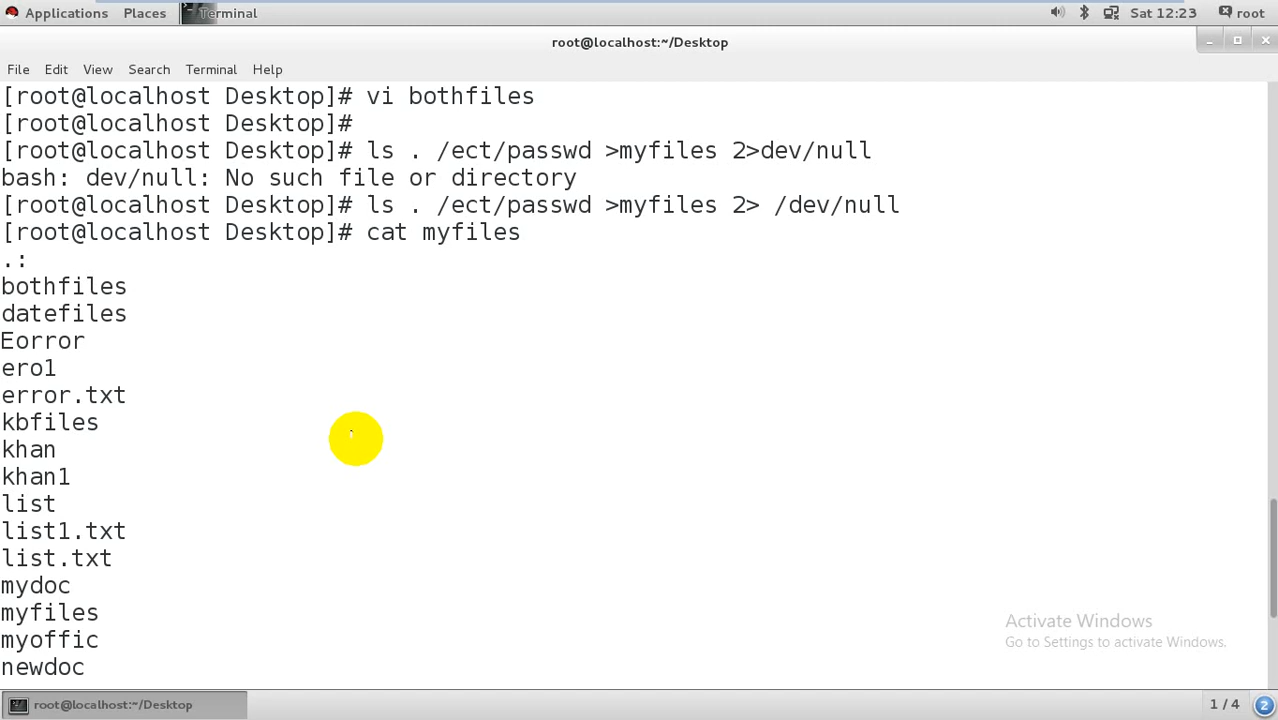 Applications Places Terminal Sat 12:23 root
root@localhost:~/Desktop
File Edit View Search Terminal Help
[root@localhost Desktop]# vi bothfiles
[root@localhost Desktop]#
[root@localhost Desktop]# ls . /ect/passwd >myfiles 2>dev/null
bash: dev/null: No such file or directory
[root@localhost Desktop]# ls . /ect/passwd >myfiles 2> /dev/null
[root@localhost Desktop]# cat myfiles
.:
bothfiles
datefiles
Eorror
ero1
error.txt
kbfiles
khan
khan1
list
list1.txt
list.txt
mydoc
myfiles
myoffic
newdoc
Activate Windows
Go to Settings to activate Windows.
root@localhost:~/Desktop 1 / 4 2